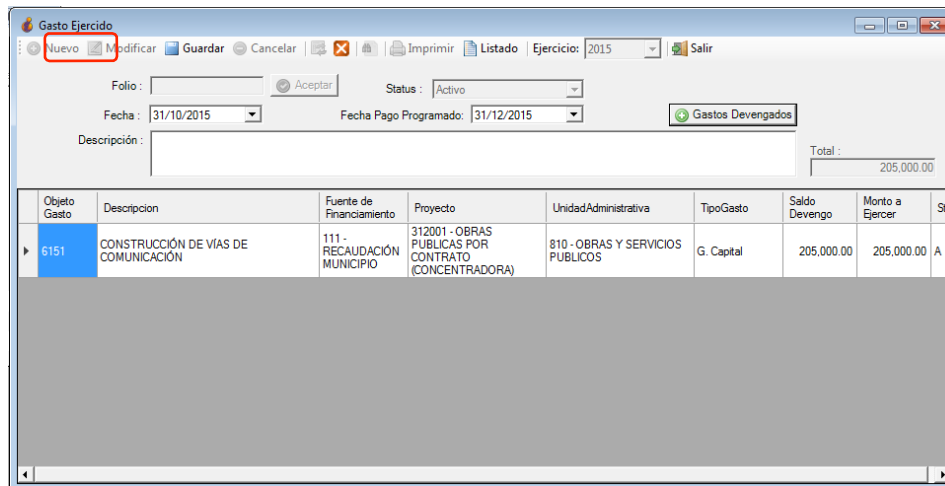 Gasto Ejercido
Nuevo Modificar Guardar Cancelar Imprimir Listado Ejercicio: 2015 Salir
Folio : Aceptar Status : Activo
Fecha : 31/10/2015 Fecha Pago Programado: 31/12/2015 Gastos Devengados
Descripción :
Total :
205,000.00
Objeto Gasto Descripcion Fuente de Financiamiento Proyecto UnidadAdministrativa TipoGasto Saldo Devengo Monto a Ejercer St
6151 CONSTRUCCIÓN DE VÍAS DE COMUNICACIÓN 111 - RECAUDACIÓN MUNICIPIO 312001 - OBRAS PUBLICAS POR CONTRATO (CONCENTRADORA) 810 - OBRAS Y SERVICIOS PUBLICOS G. Capital 205,000.00 205,000.00 A